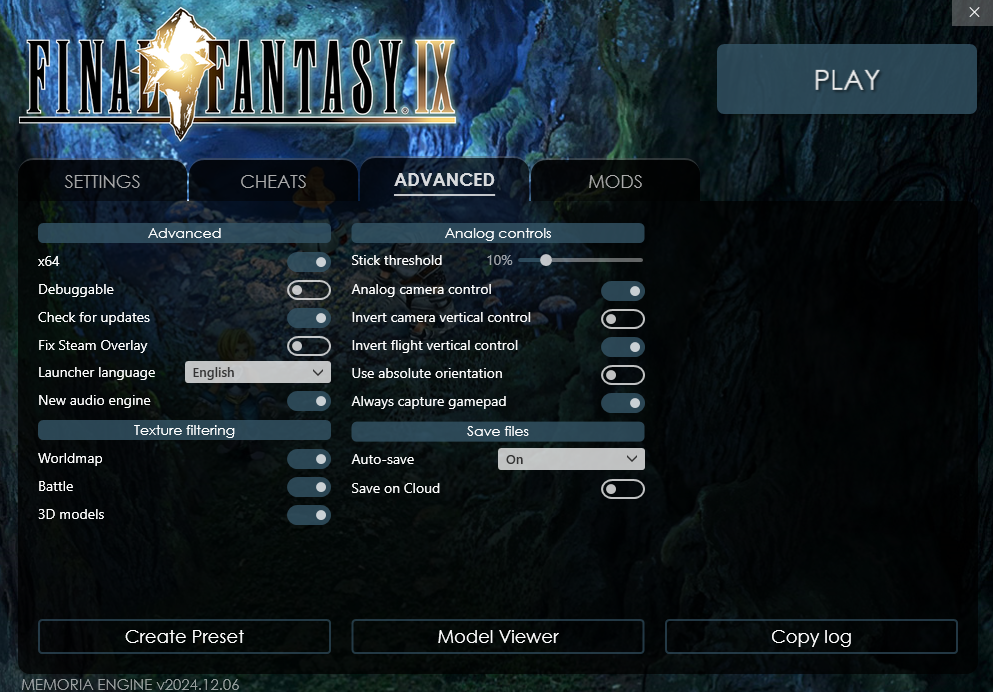 FINAL FANTASY IX
PLAY
SETTINGS
CHEATS
ADVANCED
MODS
Advanced
x64
Debuggable
Check for updates
Fix Steam Overlay
Launcher language English
New audio engine
Texture filtering
Worldmap
Battle
3D models
Analog controls
Stick threshold 10%
Analog camera control
Invert camera vertical control
Invert flight vertical control
Use absolute orientation
Always capture gamepad
Save files
Auto-save On
Save on Cloud
Create Preset
Model Viewer
Copy log
MEMORIA ENGINE v2024.12.06